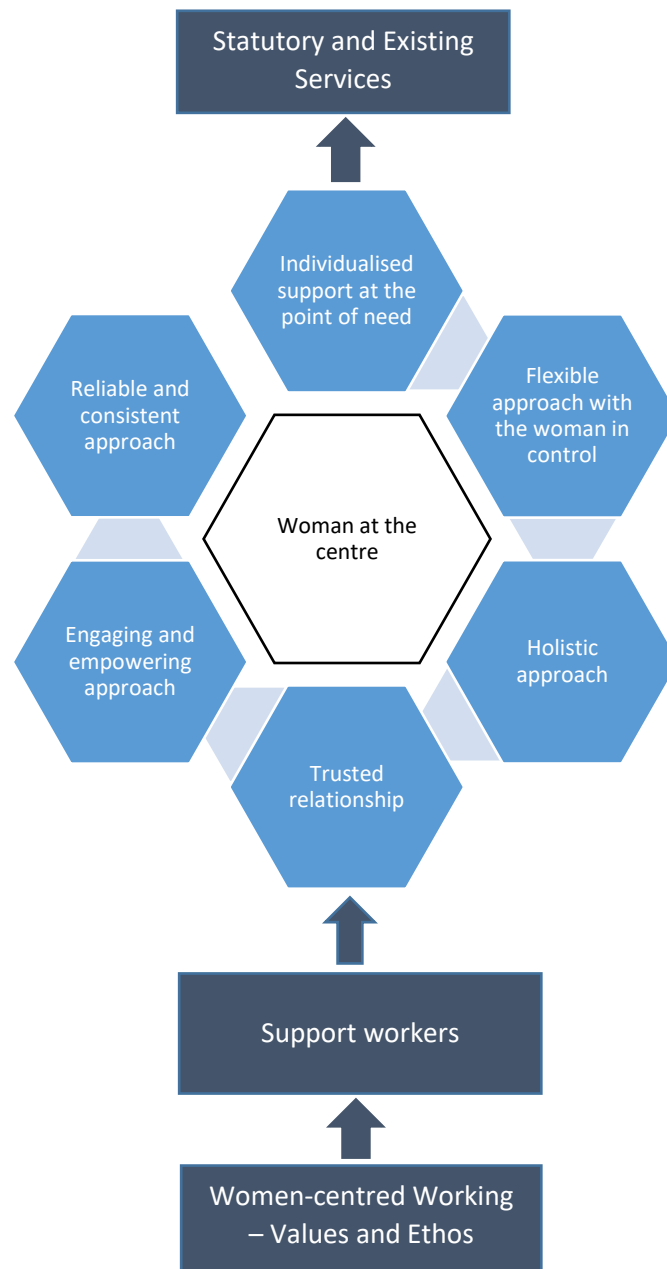 Statutory and Existing
Services
Individualised
support at the
point of need
Reliable and
consistent
approach
Flexible
approach with
the woman in
control
Woman at the
centre
Engaging and
empowering
approach
Holistic
approach
Trusted
relationship
Support workers
Women-centred Working
– Values and Ethos